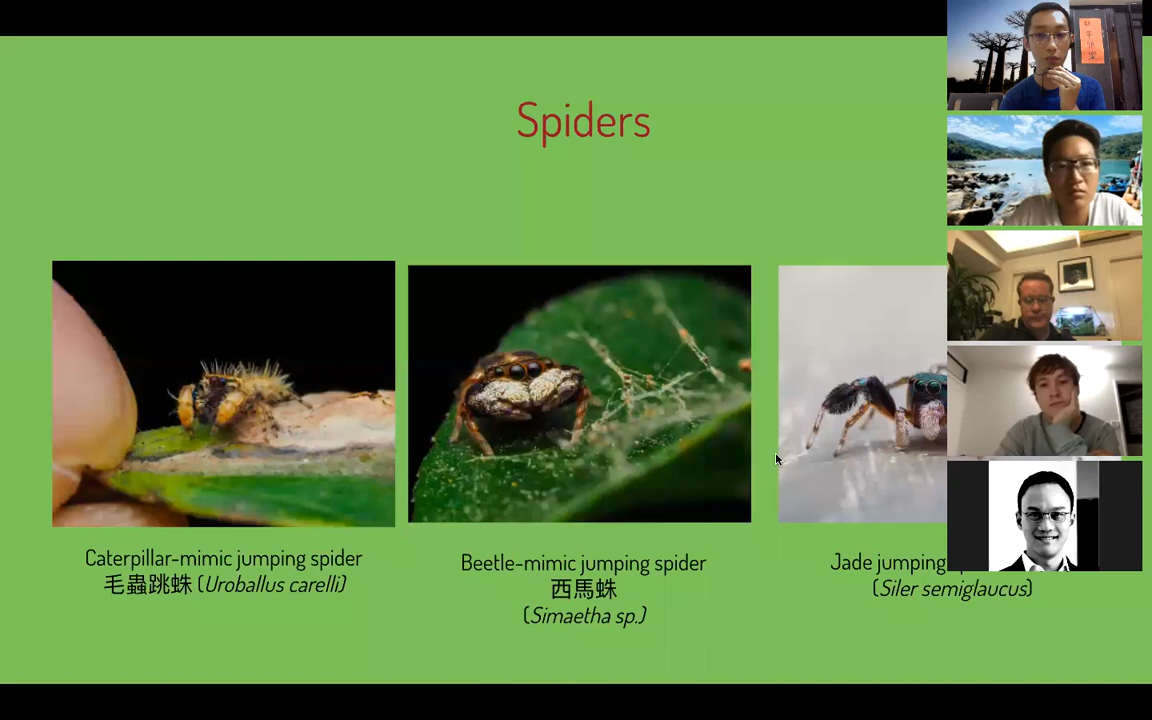 Spiders
Caterpillar-mimic jumping spider
毛蟲跳蛛 (Uroballus carelli)
Beetle-mimic jumping spider
西馬蛛
(Simaetha sp.)
Jade jumping
(Siler semiglaucus)